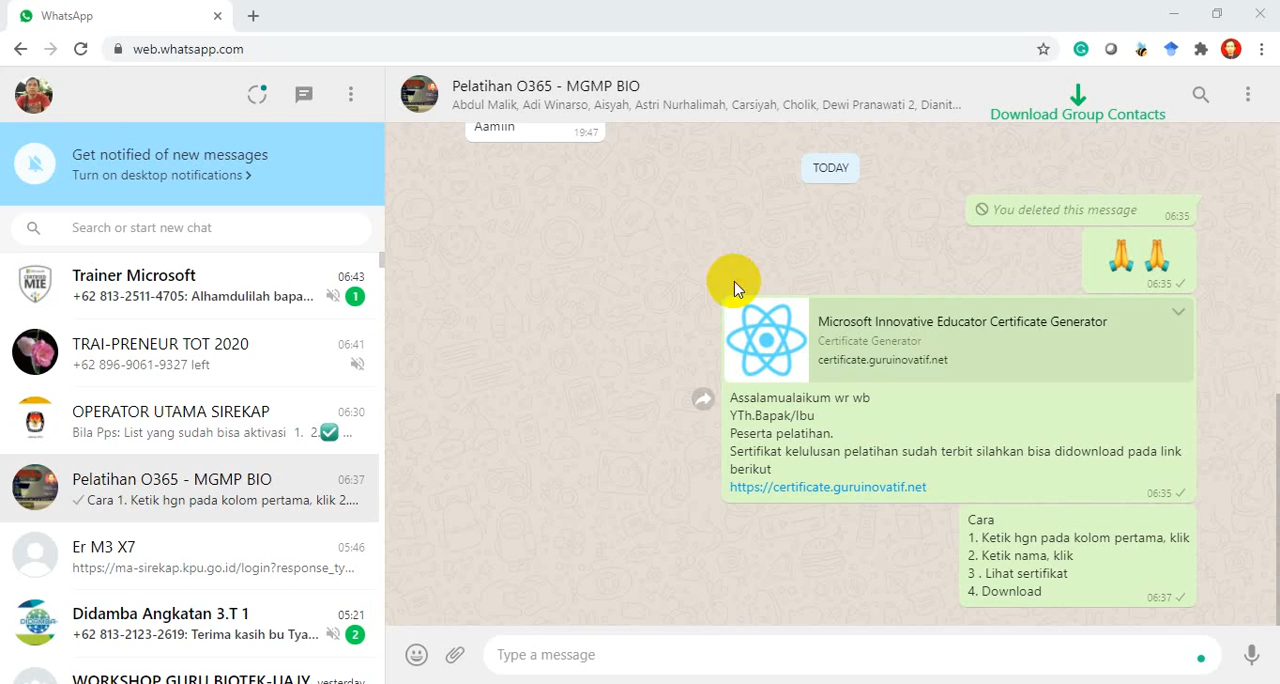 WhatsApp
web.whatsapp.com
Get notified of new messages
Turn on desktop notifications >
Search or start new chat
Trainer Microsoft
06:43
+62 813-2511-4705: Alhamdulilah bapa...
1
TRAI-PRENEUR TOT 2020
06:41
+62 896-9061-9327 left
OPERATOR UTAMA SIREKAP
06:30
Bila Pps: List yang sudah bisa aktivasi 1. 2.✅ ...
Pelatihan O365 - MGMP BIO
06:37
Cara 1. Ketik hgn pada kolom pertama, klik 2....
Er M3 X7
05:46
https://ma-sirekap.kpu.go.id/login?response_ty...
Didamba Angkatan 3.T 1
05:21
+62 813-2123-2619: Terima kasih bu Tya...
2
WORKSHOP GURU BIOTEK-UAJY
yesterday
Pelatihan O365 - MGMP BIO
Abdul Malik, Adi Winarso, Aisyah, Astri Nurhalimah, Carsiyah, Cholik, Dewi Pranawati 2, Dianit...
Download Group Contacts
Aamiin
19:47
TODAY
You deleted this message
06:35
🙏 🙏
06:35
Microsoft Innovative Educator Certificate Generator
Certificate Generator
certificate.guruinovatif.net
Assalamualaikum wr wb
YTh.Bapak/Ibu
Peserta pelatihan.
Sertifikat kelulusan pelatihan sudah terbit silahkan bisa didownload pada link
berikut
https://certificate.guruinovatif.net
06:35
Cara
1. Ketik hgn pada kolom pertama, klik
2. Ketik nama, klik
3 . Lihat sertifikat
4. Download
06:37
Type a message